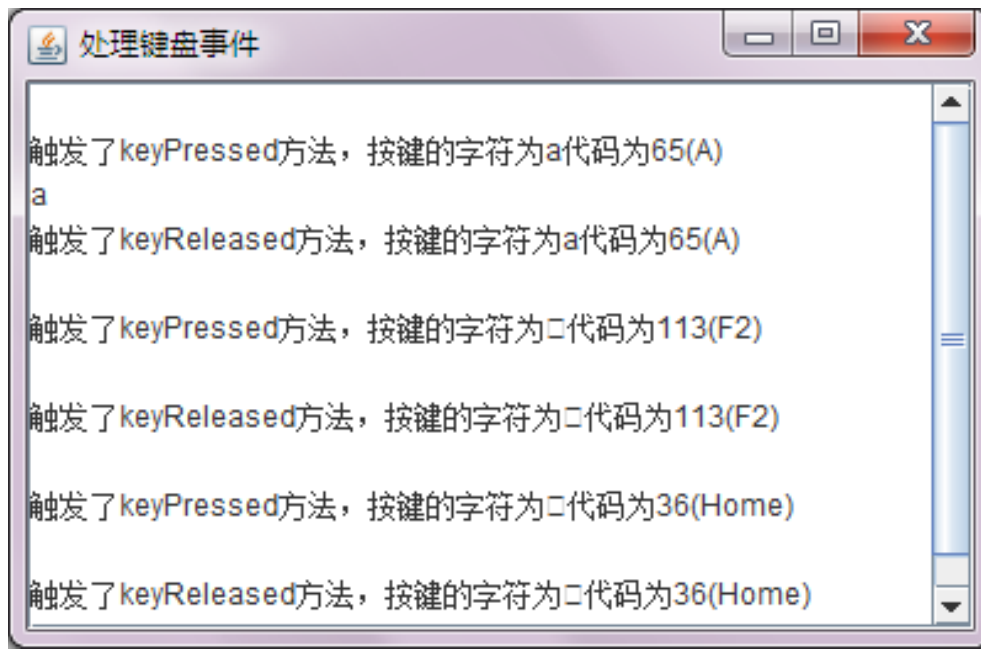 处理键盘事件
触发了keyPressed方法，按键的字符为a代码为65(A)
a
触发了keyReleased方法，按键的字符为a代码为65(A)
触发了keyPressed方法，按键的字符为□代码为113(F2)
触发了keyReleased方法，按键的字符为□代码为113(F2)
触发了keyPressed方法，按键的字符为□代码为36(Home)
触发了keyReleased方法，按键的字符为□代码为36(Home)